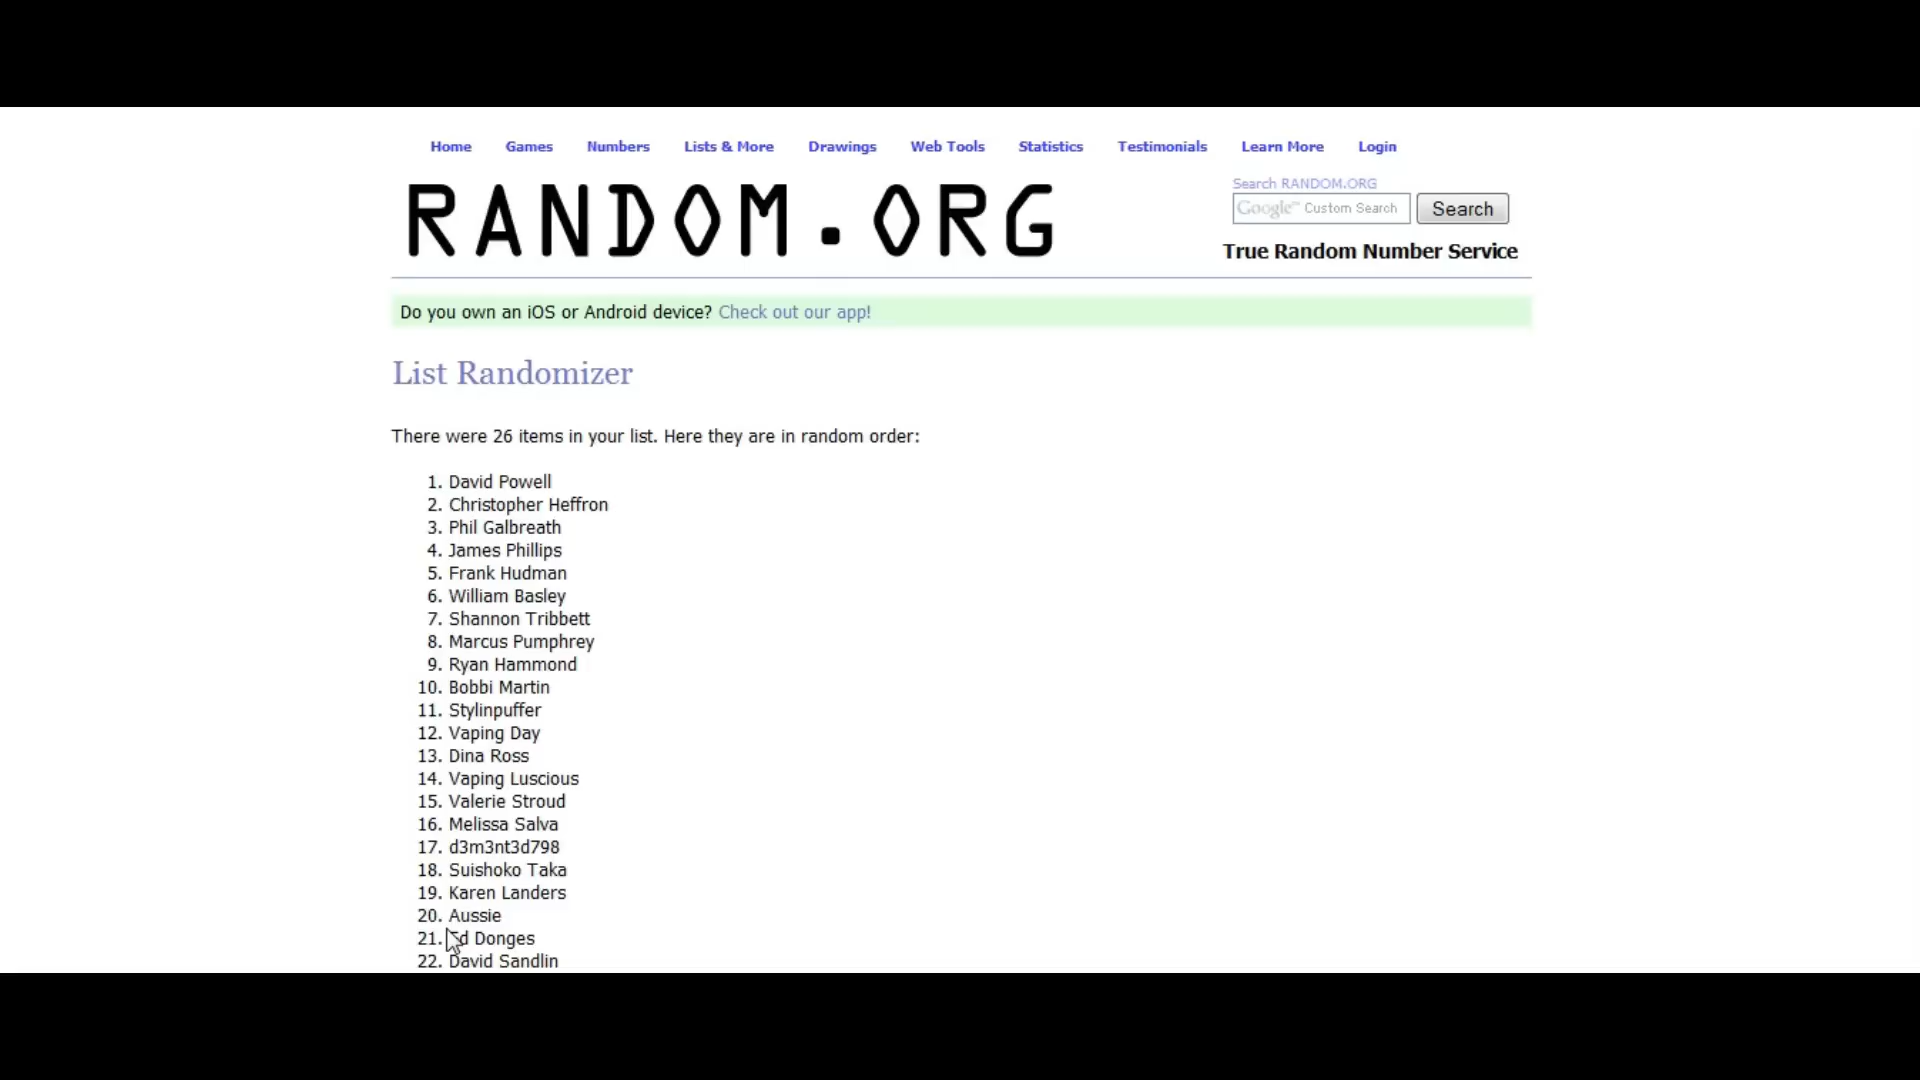 Home Games Numbers Lists & More Drawings Web Tools Statistics Testimonials Learn More Login
RANDOM.ORG
Search RANDOM.ORG
Google™ Custom Search Search
True Random Number Service
Do you own an iOS or Android device? Check out our app!
List Randomizer
There were 26 items in your list. Here they are in random order:
1. David Powell
2. Christopher Heffron
3. Phil Galbreath
4. James Phillips
5. Frank Hudman
6. William Basley
7. Shannon Tribbett
8. Marcus Pumphrey
9. Ryan Hammond
10. Bobbi Martin
11. Stylinpuffer
12. Vaping Day
13. Dina Ross
14. Vaping Luscious
15. Valerie Stroud
16. Melissa Salva
17. d3m3nt3d798
18. Suishoko Taka
19. Karen Landers
20. Aussie
21. Ed Donges
22. David Sandlin